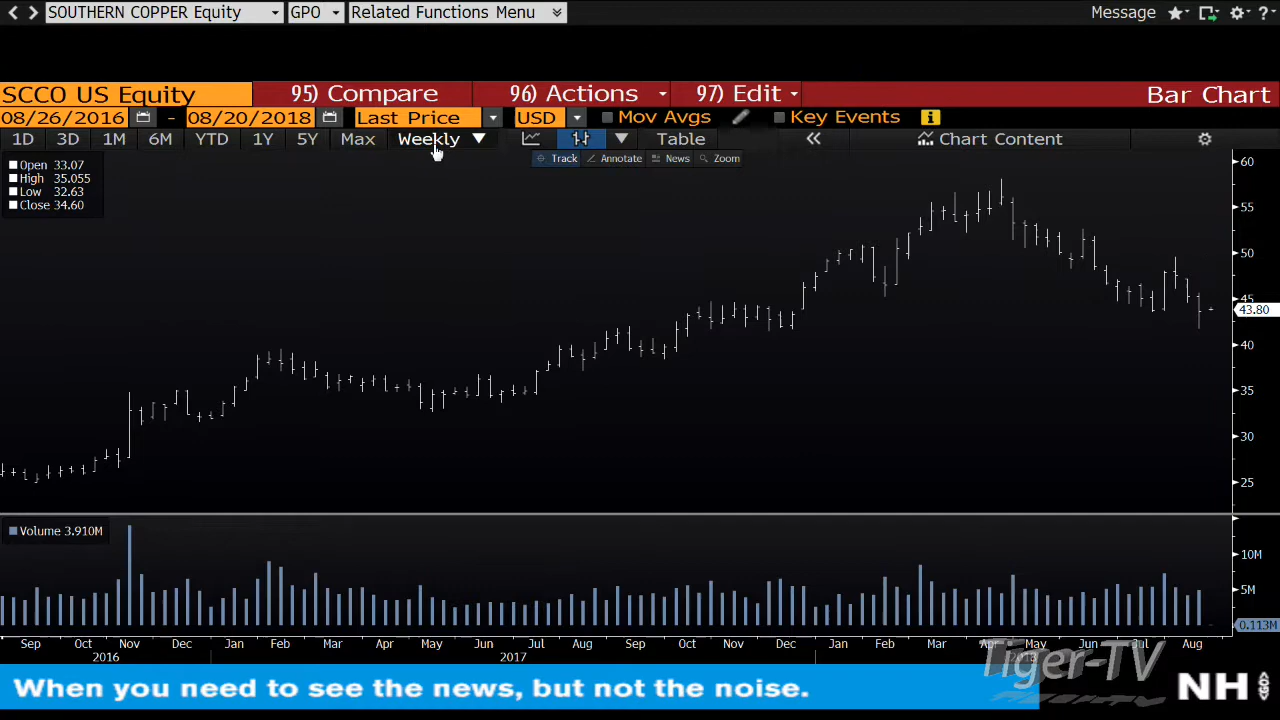 SOUTHERN COPPER Equity GPO Related Functions Menu Message ?
SCCO US Equity 95) Compare 96) Actions 97) Edit Bar Chart
08/26/2016 - 08/20/2018 Last Price USD Mov Avgs Key Events i
1D 3D 1M 6M YTD 1Y 5Y Max Weekly Table Chart Content
Track Annotate News Zoom
Open 33.07
High 35.055
Low 32.63
Close 34.60
60
55
50
45
43.80
40
35
30
25
Volume 3.910M
10M
5M
0.113M
Sep Oct Nov Dec Jan Feb Mar Apr May Jun Jul Aug Sep Oct Nov Dec Jan Feb Mar Apr May Jul Aug
2016 2017 2018
Tiger-TV
When you need to see the news, but not the noise.
NH